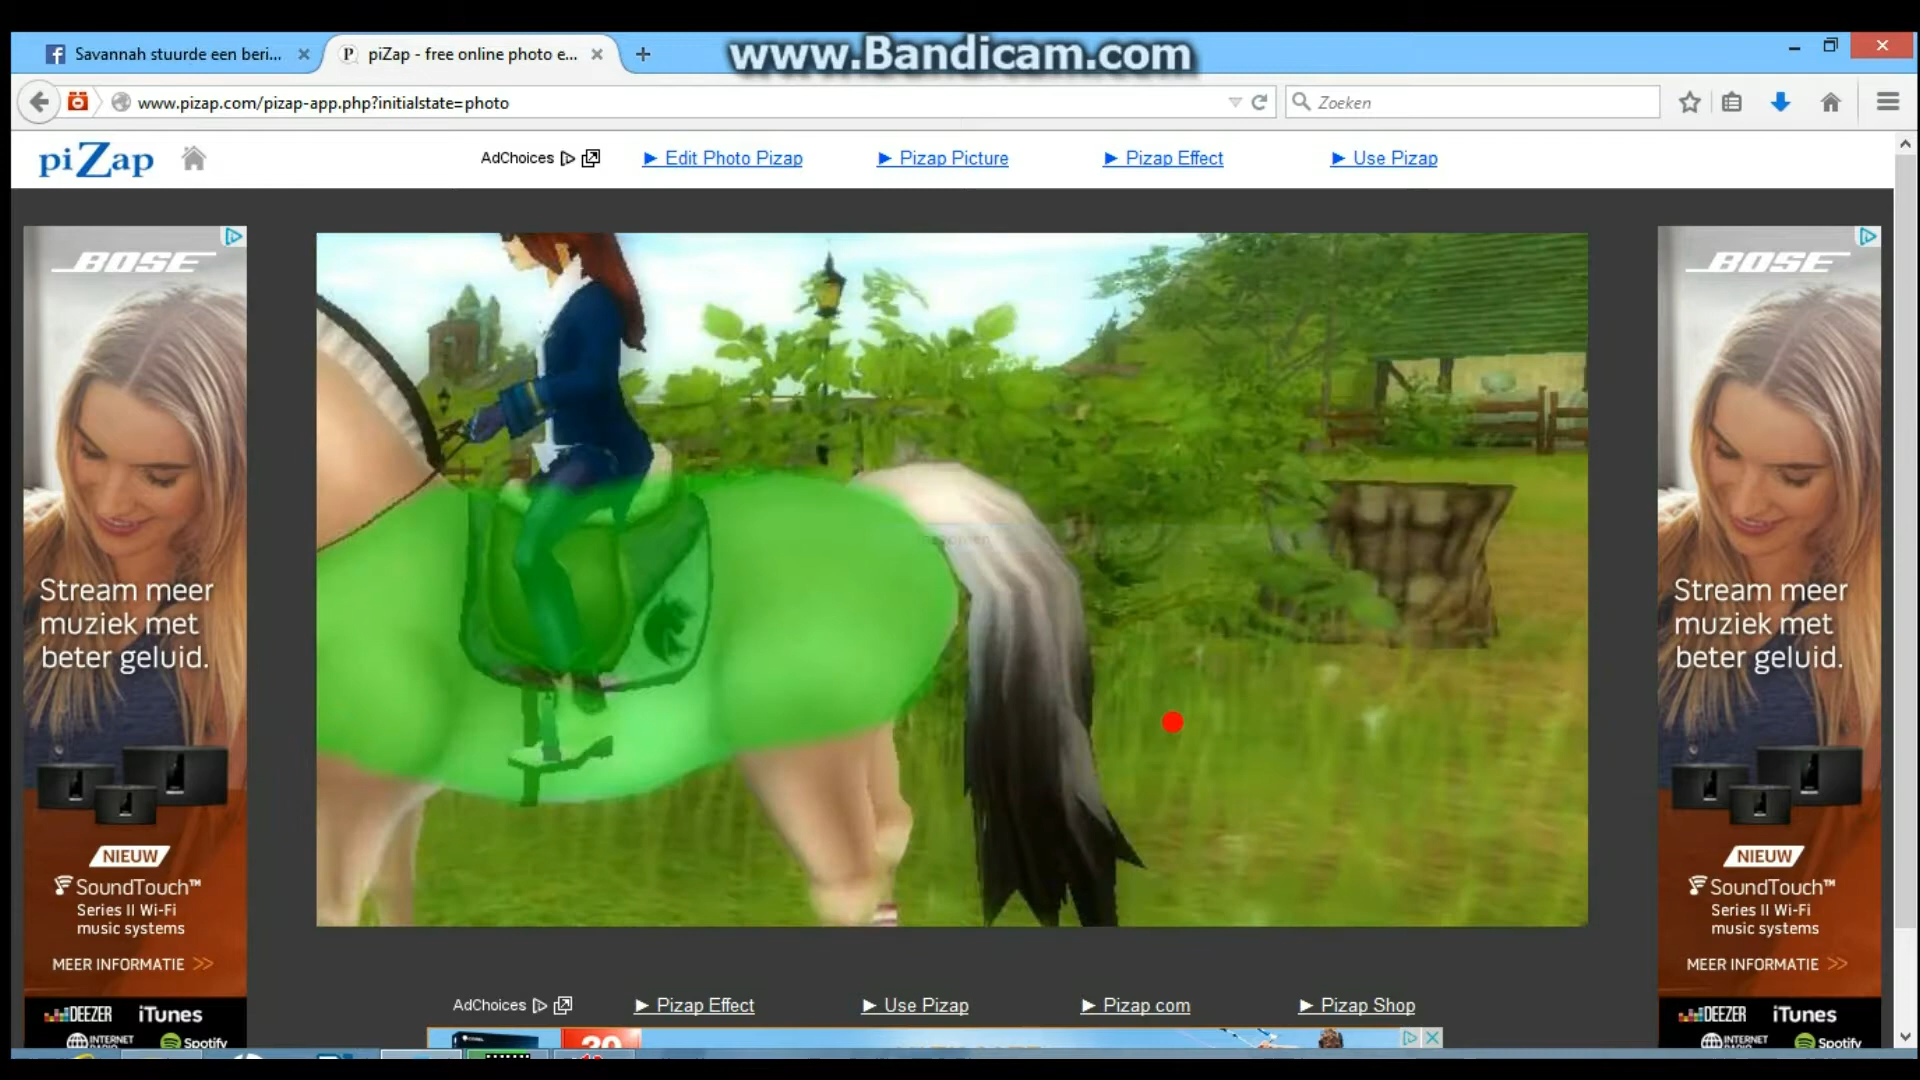 www.Bandicam.com
Savannah stuurde een beri...
piZap - free online photo e...
www.pizap.com/pizap-app.php?initialstate=photo
Zoeken
piZap
AdChoices
► Edit Photo Pizap
► Pizap Picture
► Pizap Effect
► Use Pizap
BOSE
Stream meer
muziek met
beter geluid.
NIEUW
SoundTouch™
Series II Wi-Fi
music systems
MEER INFORMATIE >>
DEEZER iTunes
INTERNET RADIO Spotify
BOSE
Stream meer
muziek met
beter geluid.
NIEUW
SoundTouch™
Series II Wi-Fi
music systems
MEER INFORMATIE >>
DEEZER iTunes
INTERNET RADIO Spotify
AdChoices
► Pizap Effect
► Use Pizap
► Pizap com
► Pizap Shop